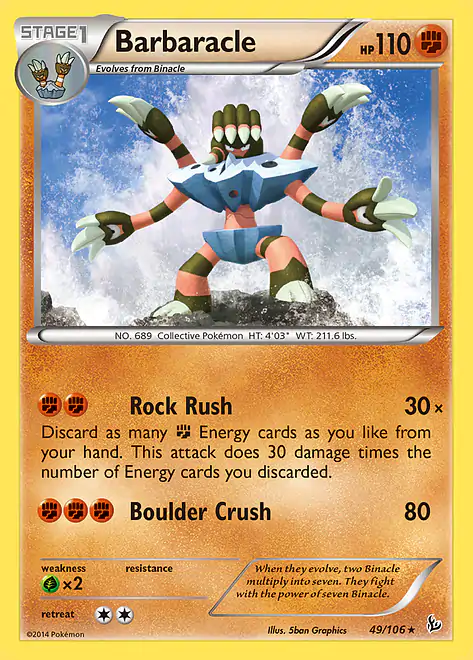 STAGE1
Barbaracle
HP 110
Evolves from Binacle
NO. 689 Collective Pokémon HT: 4'03" WT: 211.6 lbs.
Rock Rush 30×
Discard as many Energy cards as you like from
your hand. This attack does 30 damage times the
number of Energy cards you discarded.
Boulder Crush 80
weakness resistance
×2
When they evolve, two Binacle
multiply into seven. They fight
with the power of seven Binacle.
retreat
©2014 Pokémon Illus. 5ban Graphics 49/106 ★